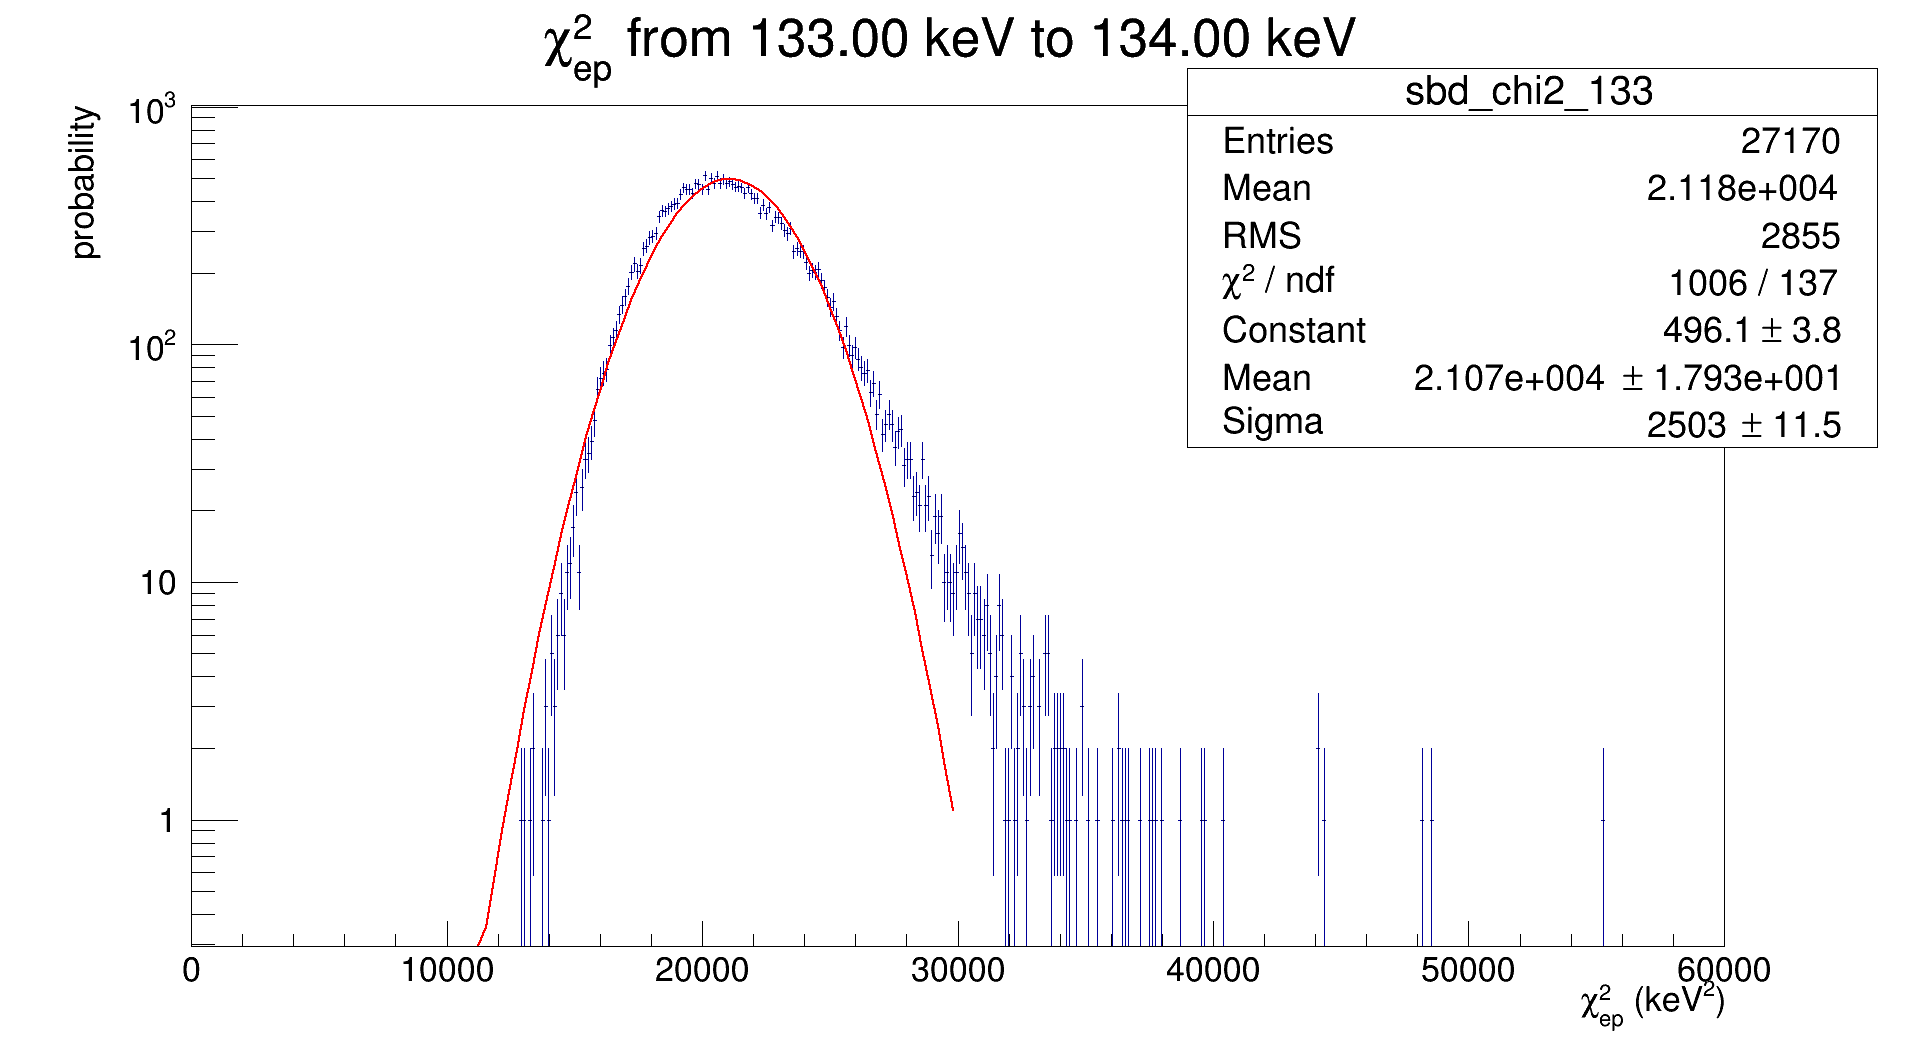 χ²ep from 133.00 keV to 134.00 keV
sbd_chi2_133
Entries 27170
Mean 2.118e+004
RMS 2855
χ² / ndf 1006 / 137
Constant 496.1 ± 3.8
Mean 2.107e+004 ± 1.793e+001
Sigma 2503 ± 11.5
probability
10³
10²
10
1
0 10000 20000 30000 40000 50000 60000
χ²ep (keV²)